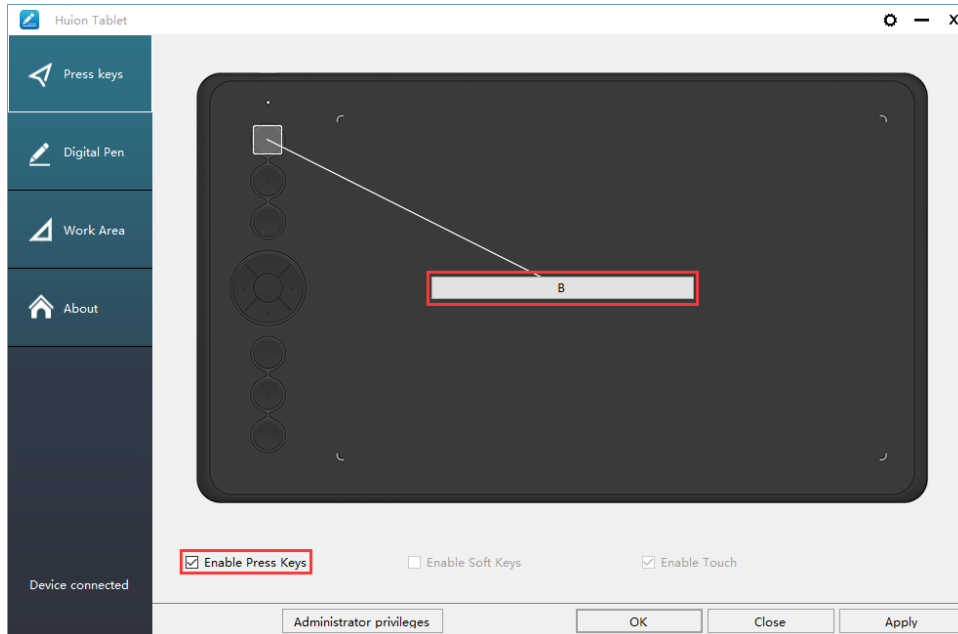 Huion Tablet
Press keys
Digital Pen
Work Area
About
B
Enable Press Keys
Enable Soft Keys
Enable Touch
Device connected
Administrator privileges
OK
Close
Apply